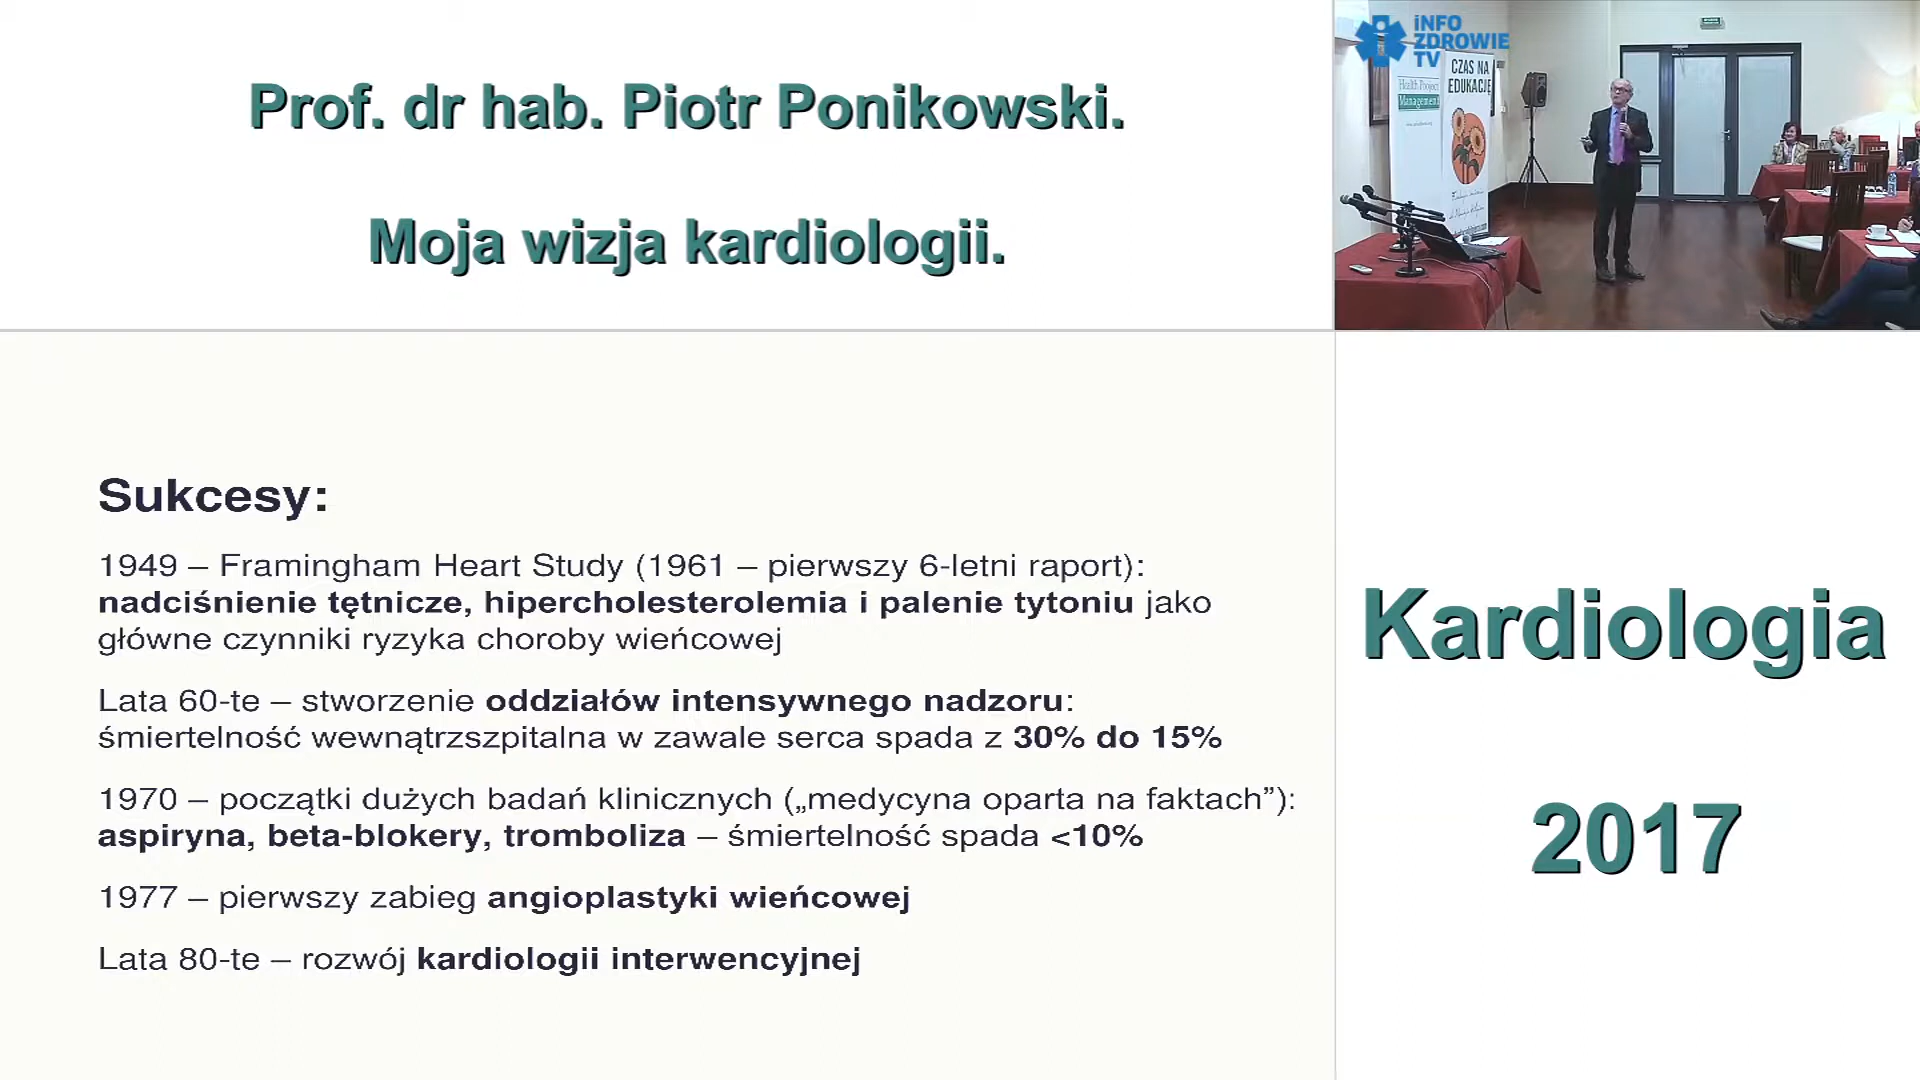 Prof. dr hab. Piotr Ponikowski.
Moja wizja kardiologii.
iNFO
ZDROWIE
TV
CZAS NA
EDUKACJĘ
Health Project
Management
Sukcesy:
1949 – Framingham Heart Study (1961 – pierwszy 6-letni raport):
nadciśnienie tętnicze, hipercholesterolemia i palenie tytoniu jako
główne czynniki ryzyka choroby wieńcowej
Lata 60-te – stworzenie oddziałów intensywnego nadzoru:
śmiertelność wewnątrzszpitalna w zawale serca spada z 30% do 15%
1970 – początki dużych badań klinicznych („medycyna oparta na faktach”):
aspiryna, beta-blokery, tromboliza – śmiertelność spada <10%
1977 – pierwszy zabieg angioplastyki wieńcowej
Lata 80-te – rozwój kardiologii interwencyjnej
Kardiologia
2017